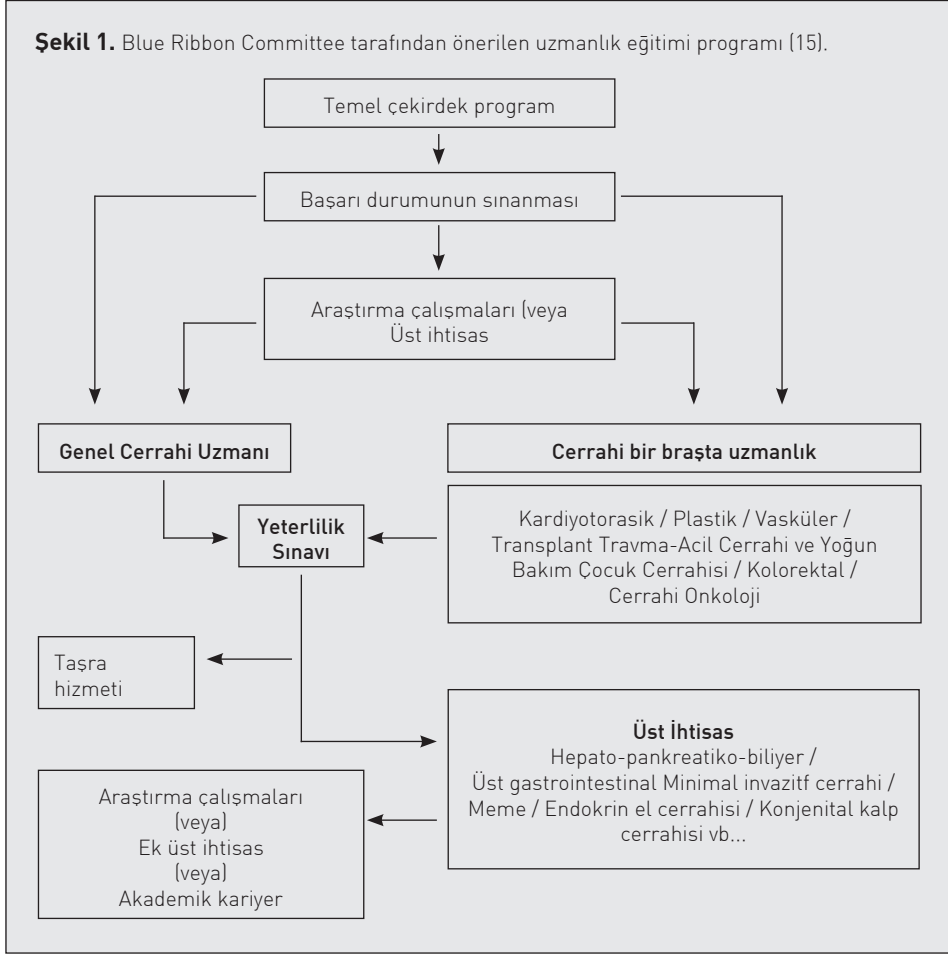 Şekil 1. Blue Ribbon Committee tarafından önerilen uzmanlık eğitimi programı (15).
Temel çekirdek program
Başarı durumunun sınanması
Araştırma çalışmaları (veya
Üst ihtisas
Genel Cerrahi Uzmanı
Cerrahi bir braşta uzmanlık
Kardiyotorasik / Plastik / Vasküler /
Transplant Travma-Acil Cerrahi ve Yoğun
Bakım Çocuk Cerrahisi / Kolorektal /
Cerrahi Onkoloji
Yeterlilik
Sınavı
Taşra
hizmeti
Üst İhtisas
Hepato-pankreatiko-biliyer /
Üst gastrointestinal Minimal invazitf cerrahi /
Meme / Endokrin el cerrahisi / Konjenital kalp
cerrahisi vb...
Araştırma çalışmaları
(veya)
Ek üst ihtisas
(veya)
Akademik kariyer